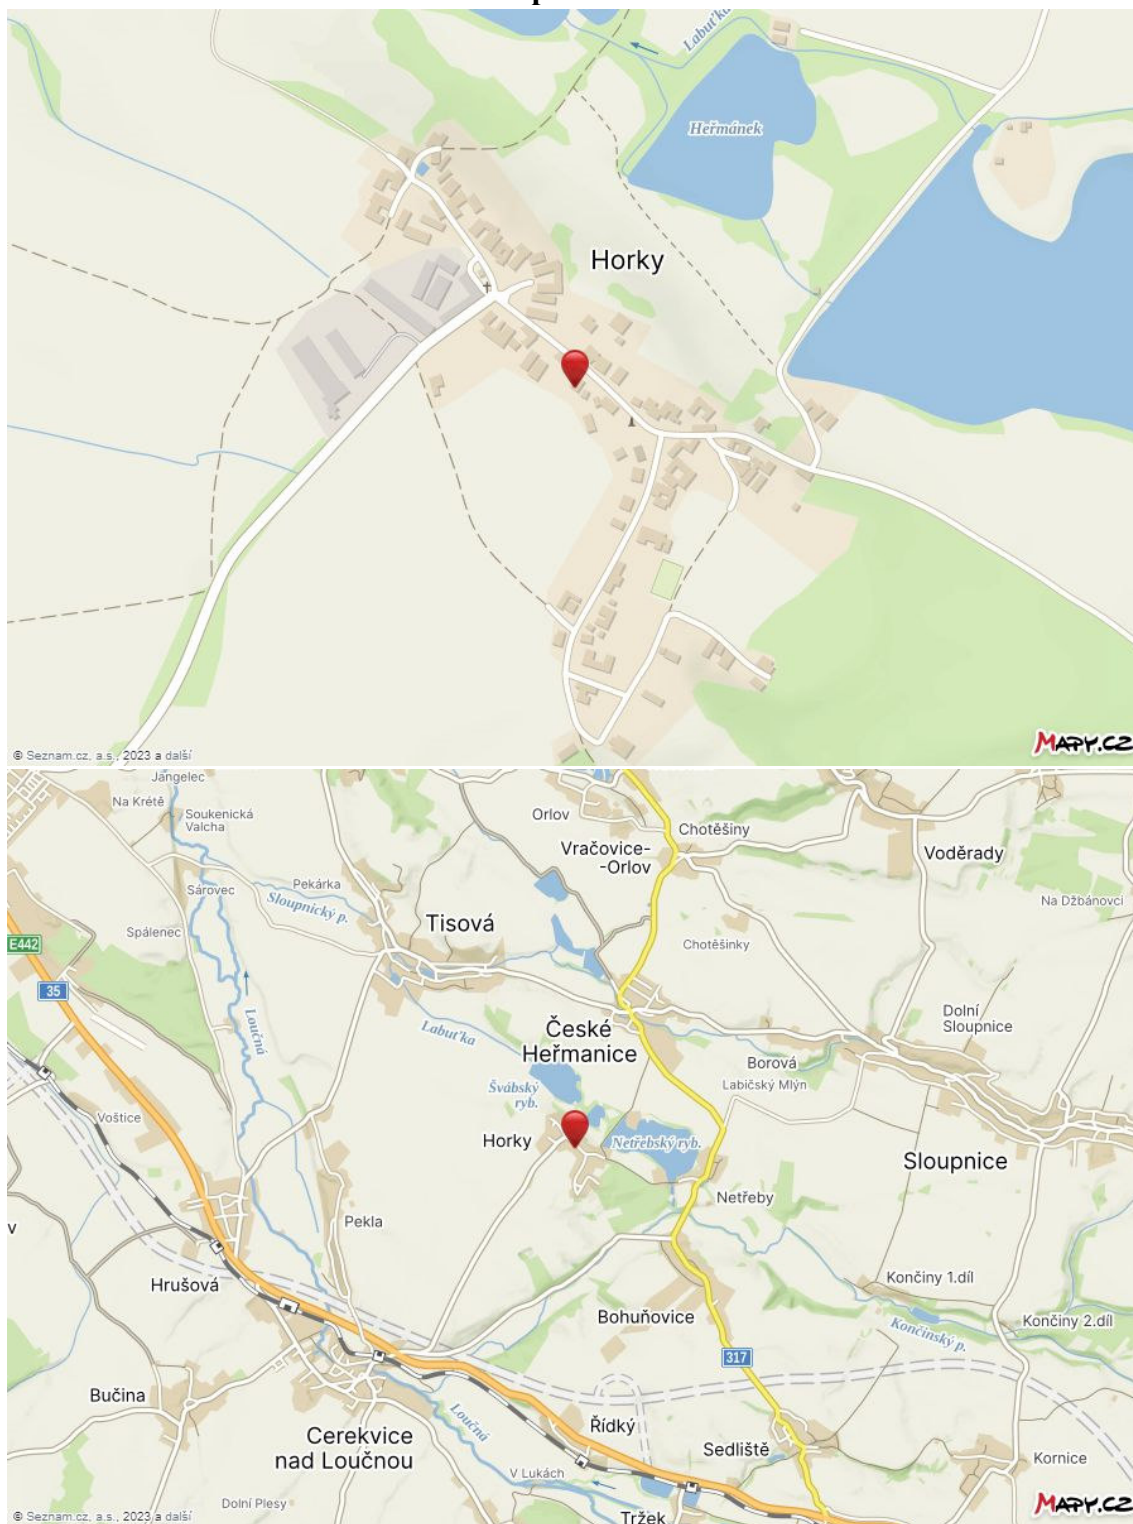 Labuťka
Heřmánek
Horky
© Seznam.cz, a.s., 2023 a další
MAPY.CZ
Jangelec
Na Krétě
Soukenická
Valcha
Orlov
Chotěšiny
Vračovice-
-Orlov
Voděrady
Sárovec
Pekárka
Sloupnický p.
Na Džbánovci
Tisová
Spálenec
E442
Chotěšinky
35
Loučná
Labuťka
České
Heřmanice
Dolní
Sloupnice
Borová
Labičský Mlýn
Švábský
ryb.
Voštice
Horky
Netřebský ryb.
Sloupnice
Netřeby
Pekla
v
Hrušová
Končiny 1.díl
Bohuňovice
Končinský p.
Končiny 2.díl
317
Bučina
Loučná
Řídký
Cerekvice
nad Loučnou
Sedliště
Kornice
V Lukách
Dolní Plesy
Tržek
© Seznam.cz, a.s., 2023 a další
MAPY.CZ